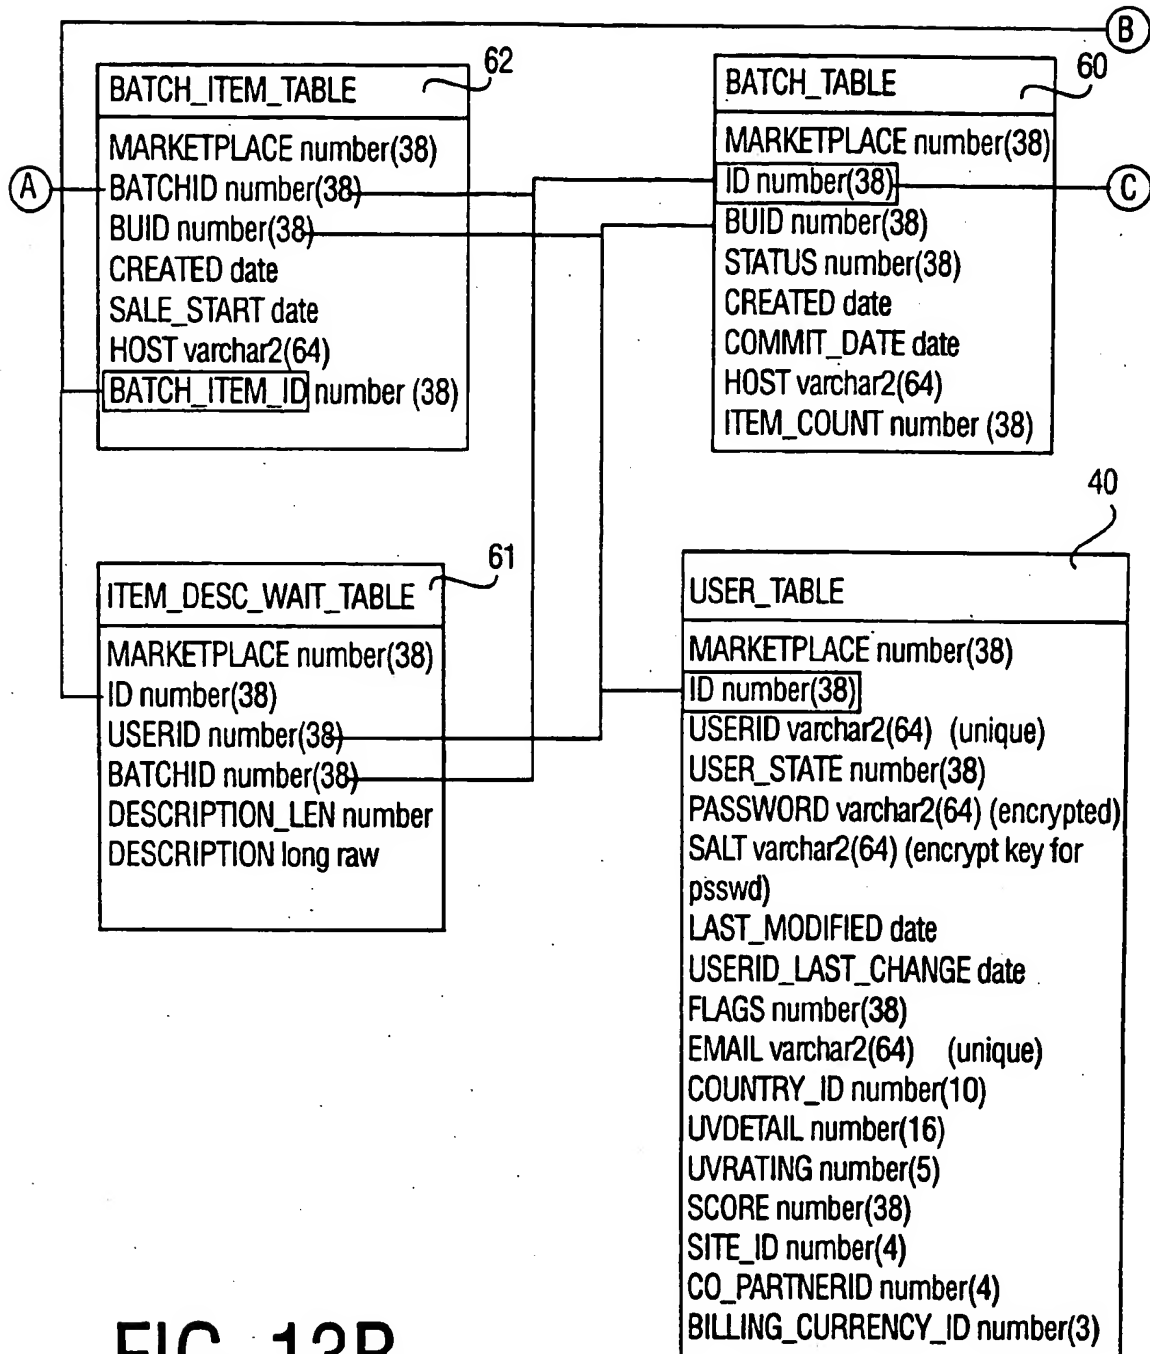 B
62
BATCH_ITEM_TABLE
MARKETPLACE number(38)
A
BATCHID number(38)
BUID number(38)
CREATED date
SALE_START date
HOST varchar2(64)
BATCH_ITEM_ID number (38)
60
BATCH_TABLE
MARKETPLACE number(38)
ID number(38)
C
BUID number(38)
STATUS number(38)
CREATED date
COMMIT_DATE date
HOST varchar2(64)
ITEM_COUNT number (38)
61
ITEM_DESC_WAIT_TABLE
MARKETPLACE number(38)
ID number(38)
USERID number(38)
BATCHID number(38)
DESCRIPTION_LEN number
DESCRIPTION long raw
40
USER_TABLE
MARKETPLACE number(38)
ID number(38)
USERID varchar2(64) (unique)
USER_STATE number(38)
PASSWORD varchar2(64) (encrypted)
SALT varchar2(64) (encrypt key for
psswd)
LAST_MODIFIED date
USERID_LAST_CHANGE date
FLAGS number(38)
EMAIL varchar2(64) (unique)
COUNTRY_ID number(10)
UVDETAIL number(16)
UVRATING number(5)
SCORE number(38)
SITE_ID number(4)
CO_PARTNERID number(4)
BILLING_CURRENCY_ID number(3)
FIG. 13B